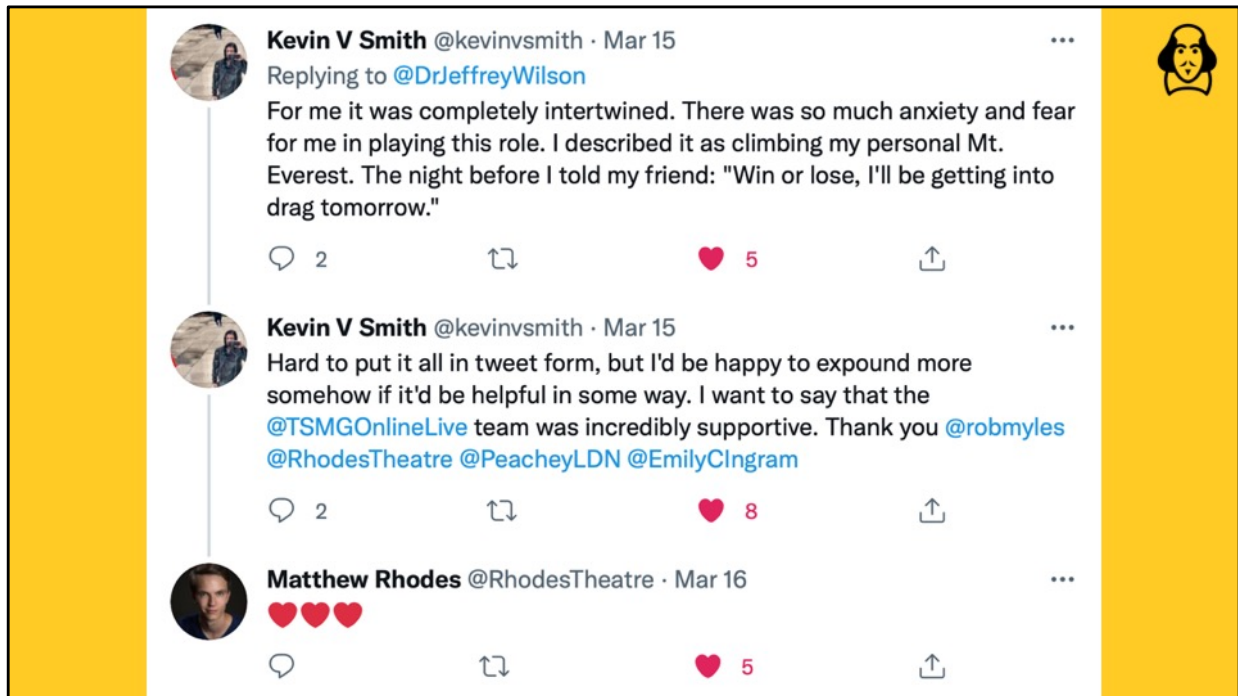 Kevin V Smith @kevinvsmith · Mar 15
Replying to @DrJeffreyWilson
For me it was completely intertwined. There was so much anxiety and fear
for me in playing this role. I described it as climbing my personal Mt.
Everest. The night before I told my friend: "Win or lose, I'll be getting into
drag tomorrow."
2 5
Kevin V Smith @kevinvsmith · Mar 15
Hard to put it all in tweet form, but I'd be happy to expound more
somehow if it'd be helpful in some way. I want to say that the
@TSMGOnlineLive team was incredibly supportive. Thank you @robmyles
@RhodesTheatre @PeacheyLDN @EmilyCIngram
2 8
Matthew Rhodes @RhodesTheatre · Mar 16
❤️❤️❤️
5